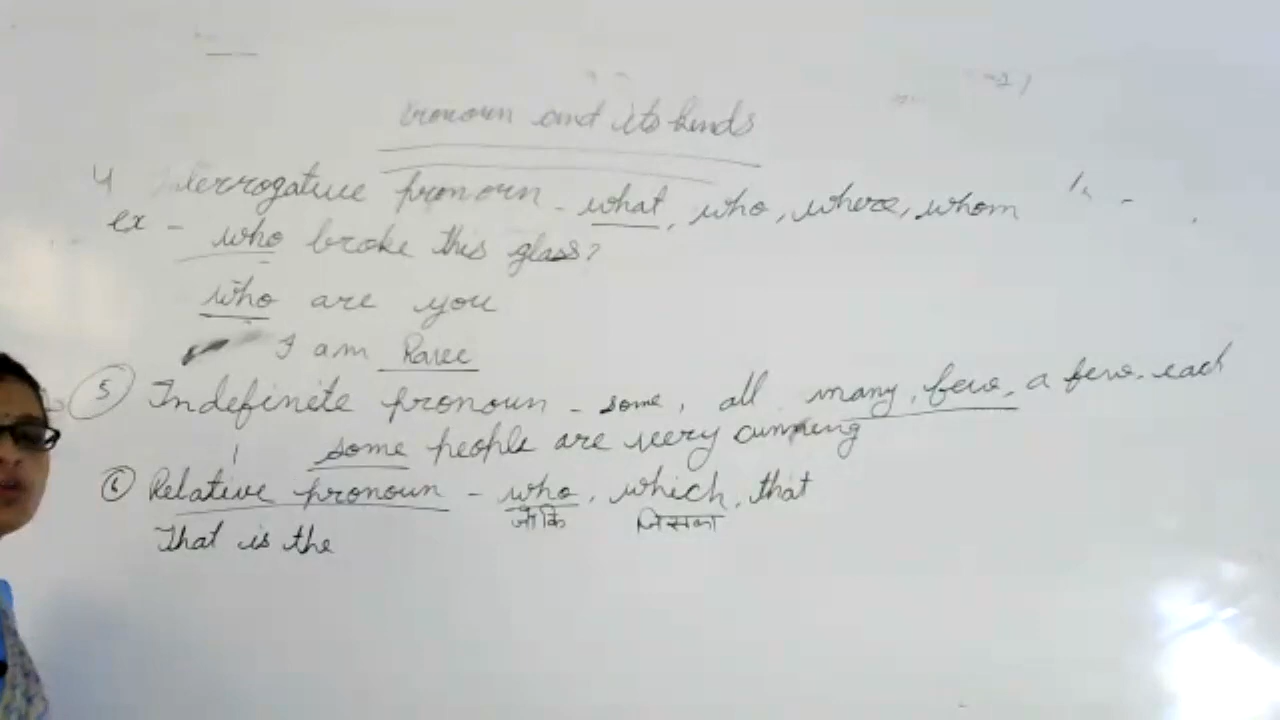 Pronoun and its kinds
4 Interrogative pronoun - what, who, where, whom
ex - who broke this glass?
who are you
I am
5 Indefinite pronoun - some, all many, few, a few, each
some people are very cunning
6 Relative pronoun - who, which, that
जोकि जिसका
That is the